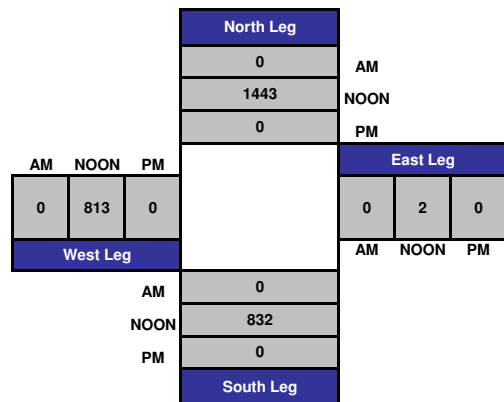 North Leg
0 AM
1443 NOON
0 PM
AM NOON PM
East Leg
0 813 0
0 2 0
West Leg
AM NOON PM
AM 0
NOON 832
PM 0
South Leg